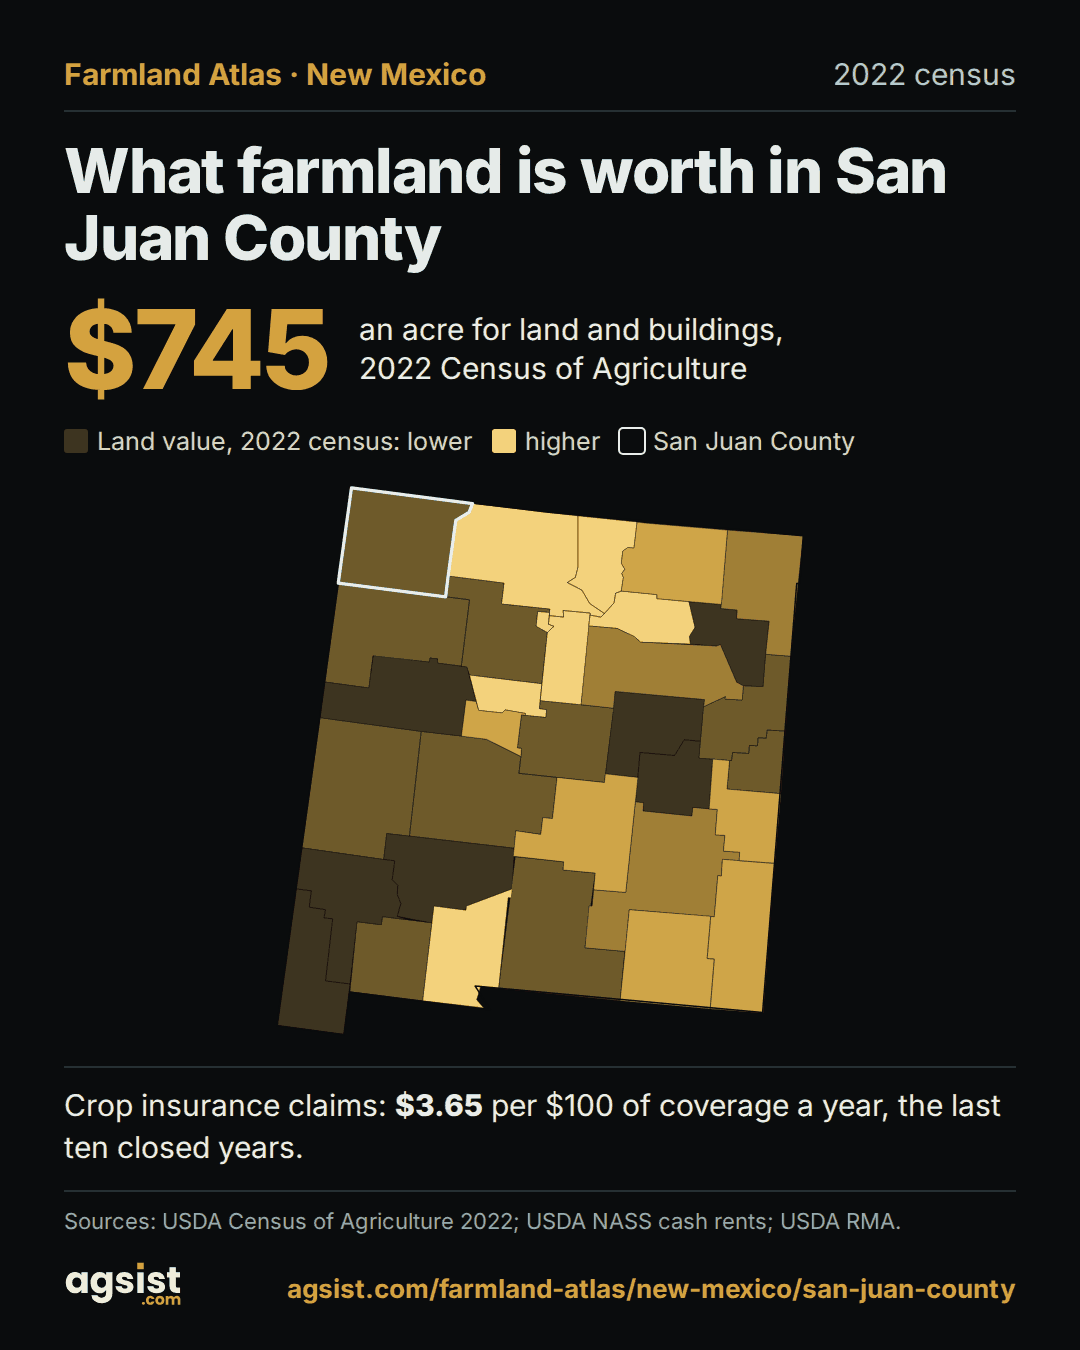 Farmland Atlas · New Mexico
2022 census
What farmland is worth in San
Juan County
$745
an acre for land and buildings,
2022 Census of Agriculture
Land value, 2022 census: lower
higher
San Juan County
Crop insurance claims: $3.65 per $100 of coverage a year, the last
ten closed years.
Sources: USDA Census of Agriculture 2022; USDA NASS cash rents; USDA RMA.
agsist
.com
agsist.com/farmland-atlas/new-mexico/san-juan-county